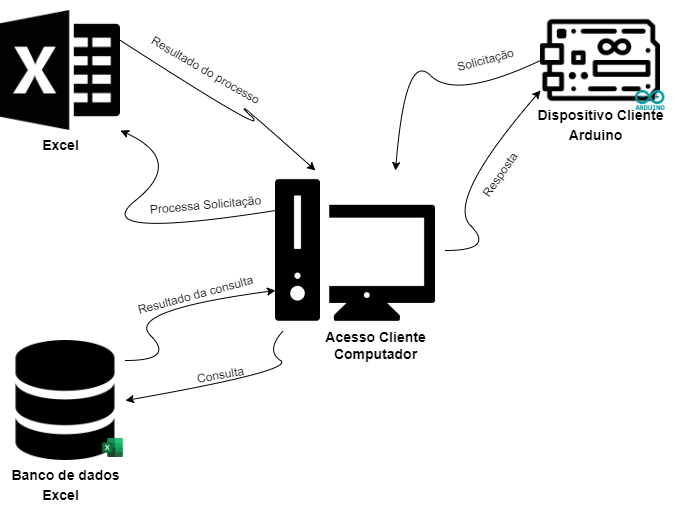 X
Resultado do processo
Solicitação
ARDUINO
Dispositivo Cliente
Arduino
Excel
Resposta
Processa Solicitação
Resultado da consulta
Acesso Cliente
Computador
Consulta
X
Banco de dados
Excel